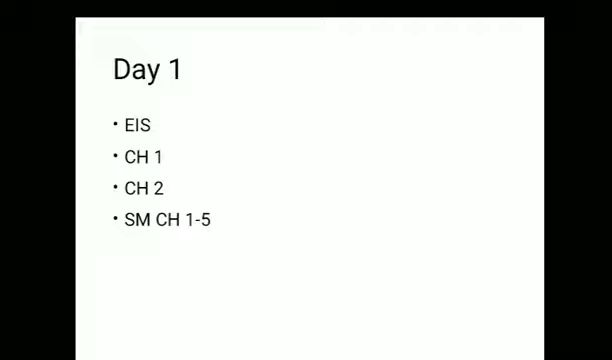 Day 1
• EIS
• CH 1
• CH 2
• SM CH 1-5